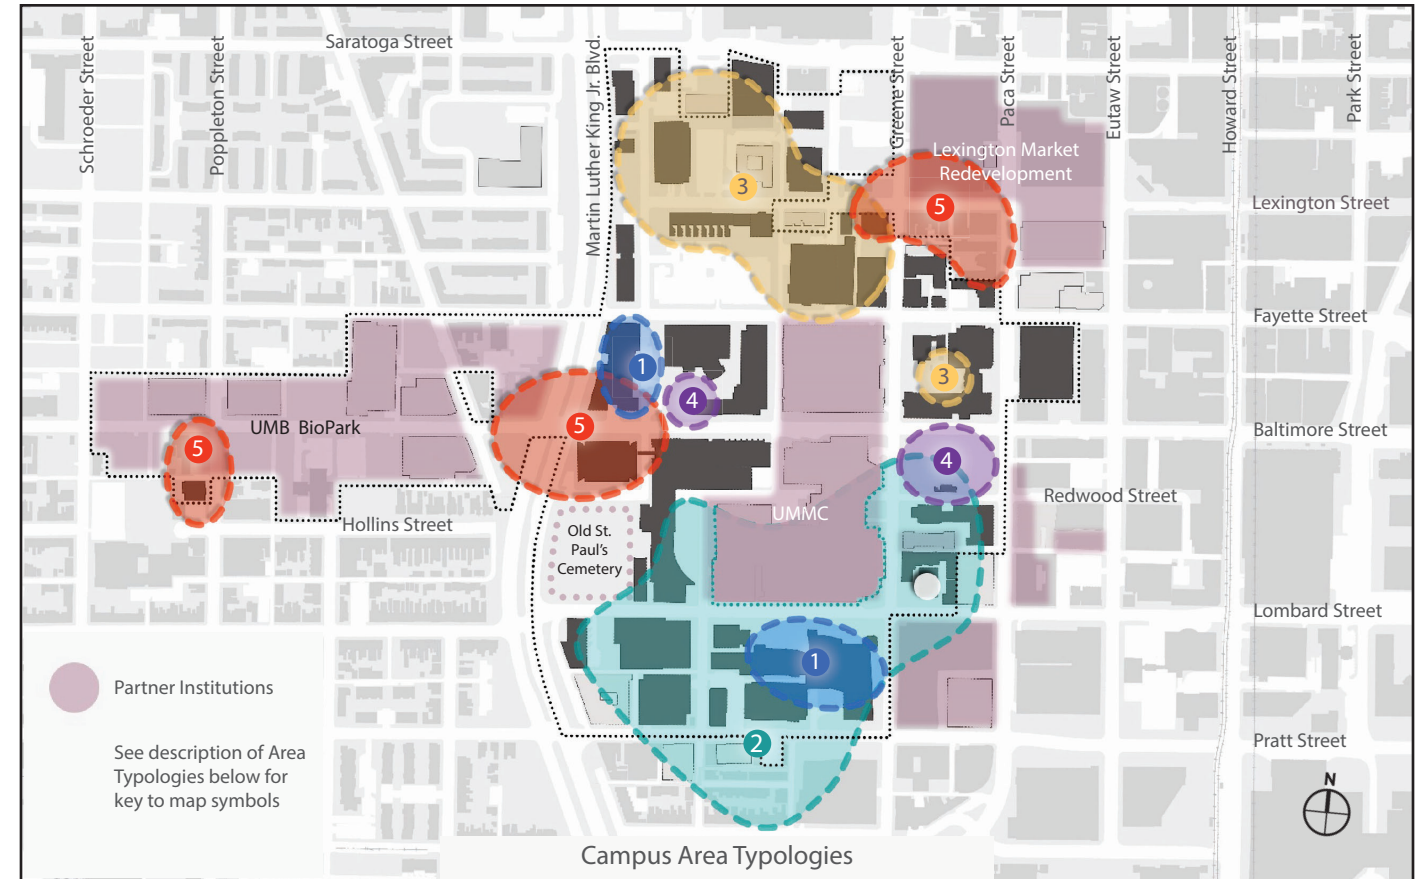 Saratoga Street
Schroeder Street
Poppleton Street
Martin Luther King Jr. Blvd.
Greene Street
Paca Street
Eutaw Street
Howard Street
Park Street
Lexington Market
Redevelopment
3
5
Lexington Street
Fayette Street
1
3
4
5
UMB BioPark
5
Baltimore Street
4
Redwood Street
Hollins Street
UMMC
Old St.
Paul's
Cemetery
Lombard Street
1
Partner Institutions
2
Pratt Street
See description of Area
Typologies below for
key to map symbols
N
Campus Area Typologies